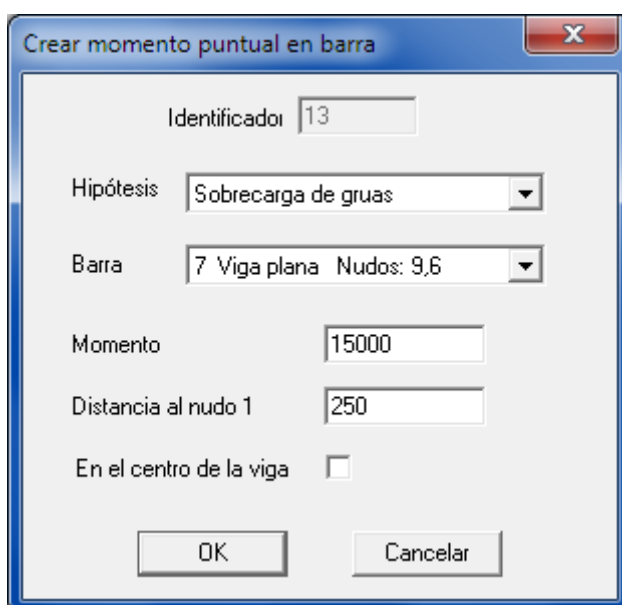 Crear momento puntual en barra
Identificador 13
Hipótesis Sobrecarga de gruas
Barra 7 Viga plana Nudos: 9,6
Momento 15000
Distancia al nudo 1 250
En el centro de la viga
OK Cancelar